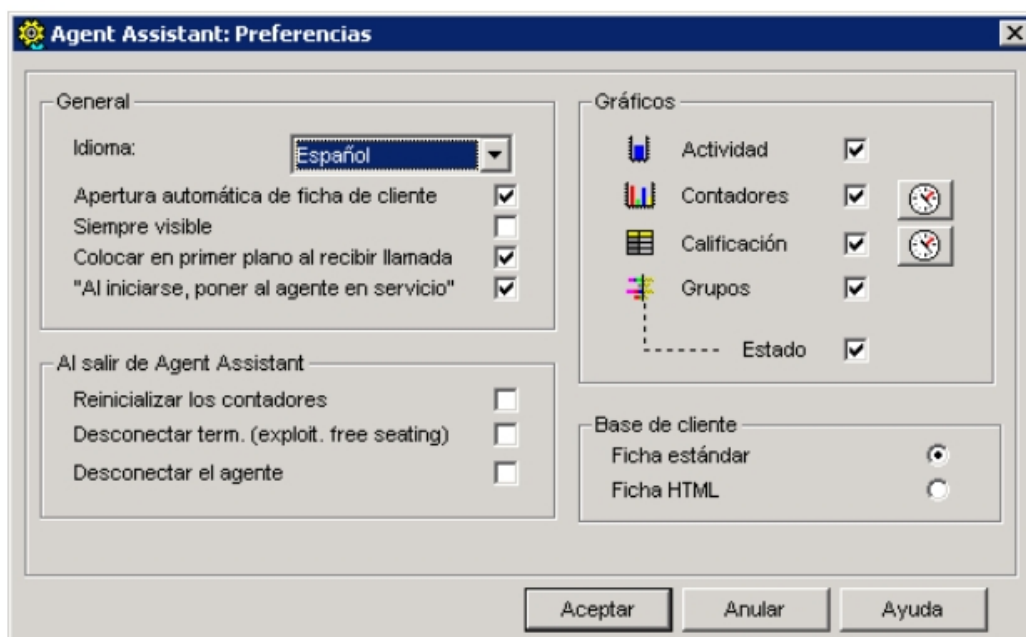 Agent Assistant: Preferencias
General
Idioma:
Español
Apertura automática de ficha de cliente
Siempre visible
Colocar en primer plano al recibir llamada
"Al iniciarse, poner al agente en servicio"
Al salir de Agent Assistant
Reinicializar los contadores
Desconectar term. (exploit. free seating)
Desconectar el agente
Gráficos
Actividad
Contadores
Calificación
Grupos
Estado
Base de cliente
Ficha estándar
Ficha HTML
Aceptar
Anular
Ayuda